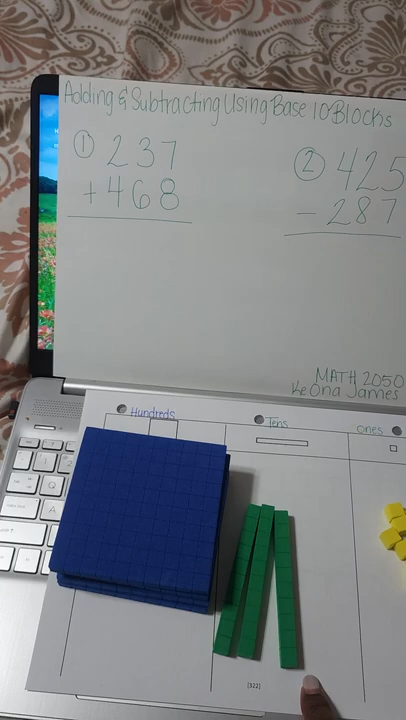 Adding & Subtracting Using Base 10 Blocks
① 237
+ 468
② 425
- 287
MATH 2050
KeOna James
Hundreds
Tens
Ones
[322]